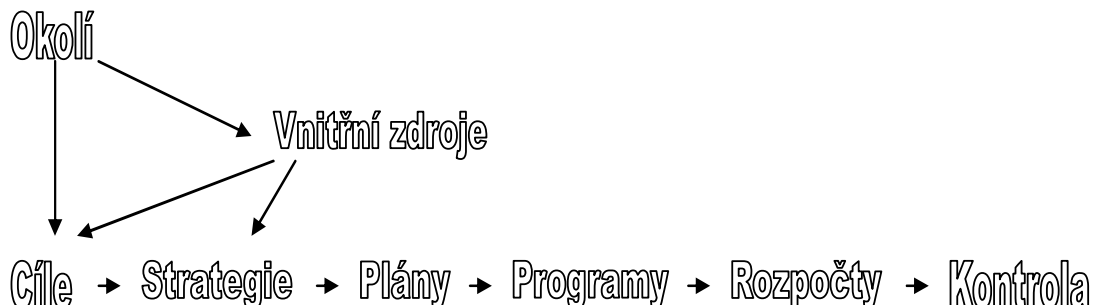 Okolí
Vnitřní zdroje
Cíle Strategie Plány Programy Rozpočty Kontrola